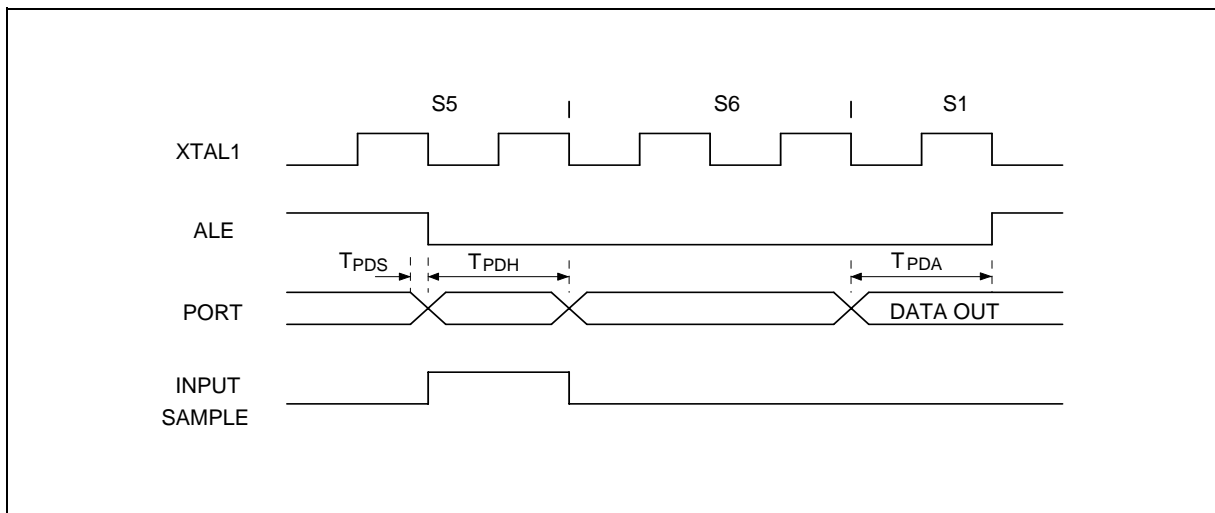 S5 S6 S1
XTAL1
ALE
TPDS TPDH TPDA
PORT DATA OUT
INPUT
SAMPLE